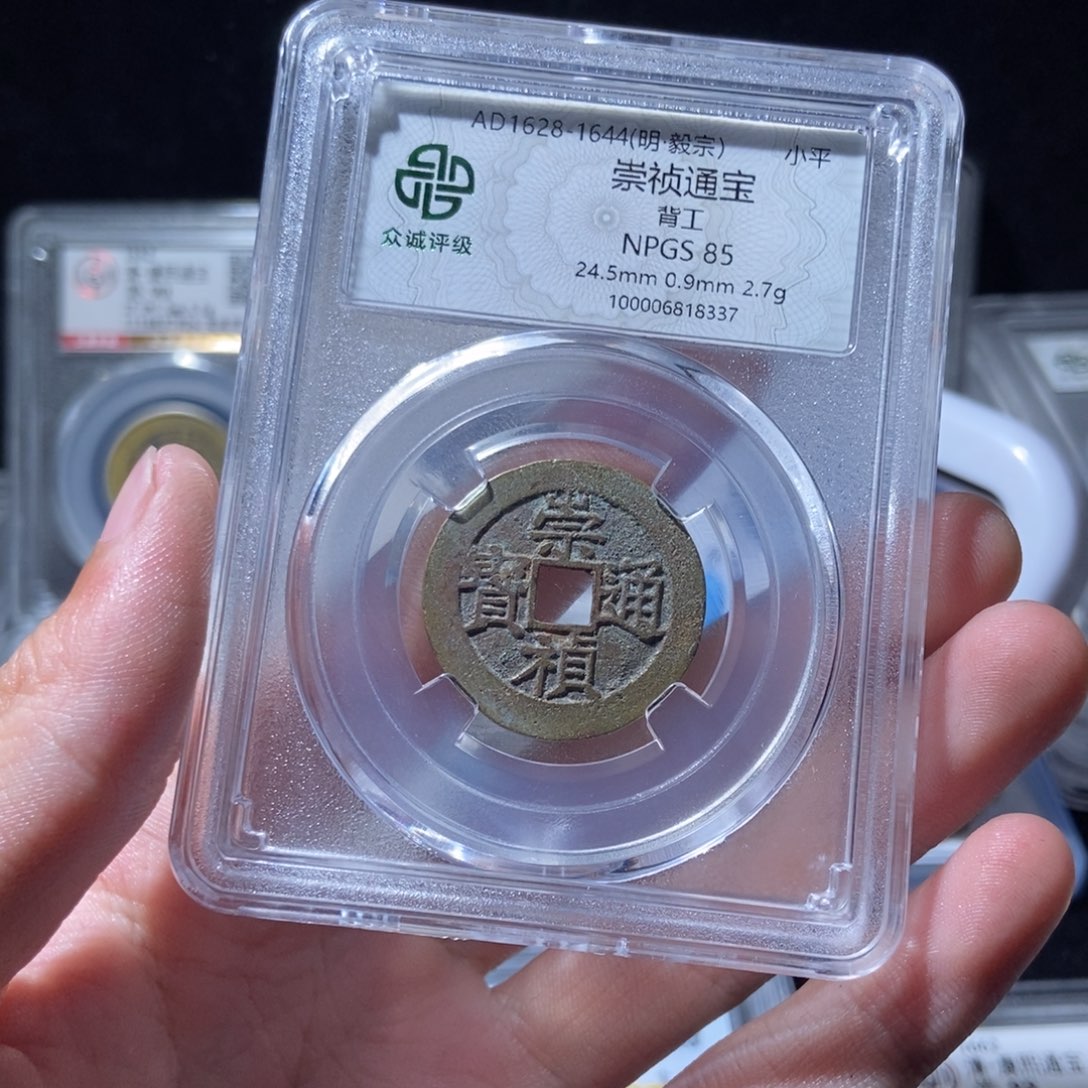 AD1628-1644(明·毅宗)
小平
崇祯通宝
背工
NPGS 85
24.5mm 0.9mm 2.7g
100006818337
众诚评级
崇
寶 通
禎